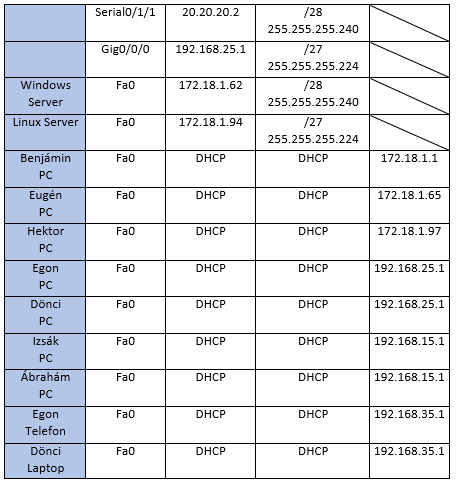 Serial0/1/1 20.20.20.2 /28
255.255.255.240
Gig0/0/0 192.168.25.1 /27
255.255.255.224
Windows Fa0 172.18.1.62 /28
Server 255.255.255.240
Linux Server Fa0 172.18.1.94 /27
255.255.255.224
Benjámin Fa0 DHCP DHCP 172.18.1.1
PC
Eugén Fa0 DHCP DHCP 172.18.1.65
PC
Hektor Fa0 DHCP DHCP 172.18.1.97
PC
Egon Fa0 DHCP DHCP 192.168.25.1
PC
Dönci Fa0 DHCP DHCP 192.168.25.1
PC
Izsák Fa0 DHCP DHCP 192.168.15.1
PC
Ábrahám Fa0 DHCP DHCP 192.168.15.1
PC
Egon Fa0 DHCP DHCP 192.168.35.1
Telefon
Dönci Fa0 DHCP DHCP 192.168.35.1
Laptop